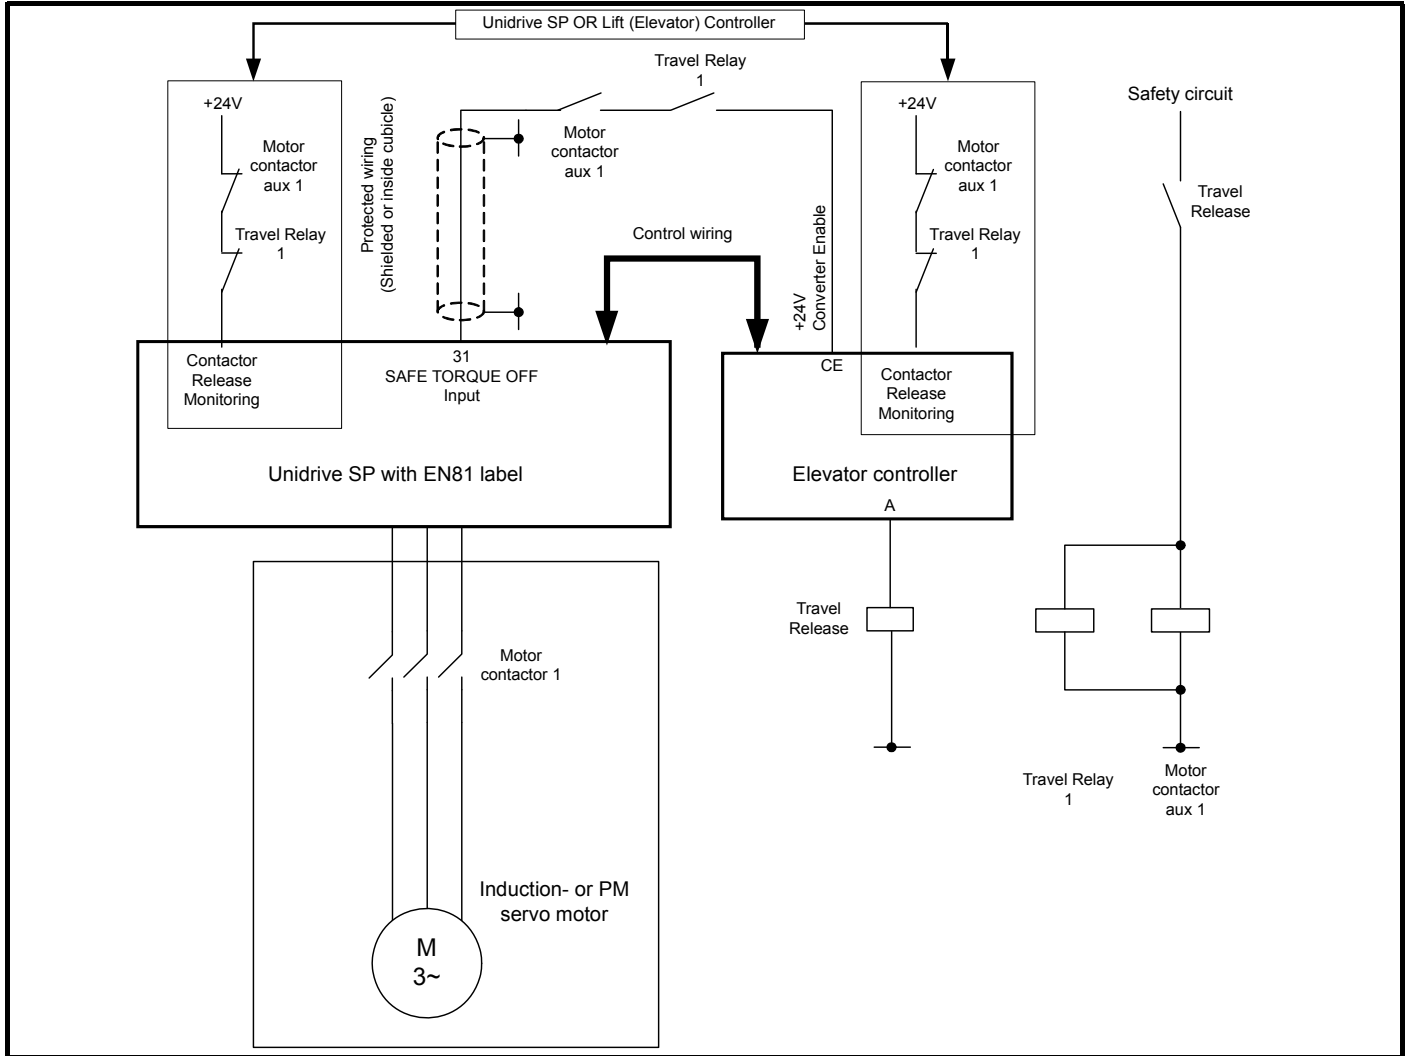 Unidrive SP OR Lift (Elevator) Controller
+24V
Motor
contactor
aux 1
Travel Relay
1
Contactor
Release
Monitoring
Protected wiring
(Shielded or inside cubicle)
Travel Relay
1
Motor
contactor
aux 1
Control wiring
+24V
Converter Enable
31
SAFE TORQUE OFF
Input
Unidrive SP with EN81 label
+24V
Motor
contactor
aux 1
Travel Relay
1
CE
Contactor
Release
Monitoring
Elevator controller
A
Safety circuit
Travel
Release
Travel
Release
Motor
contactor 1
Travel Relay
1
Motor
contactor
aux 1
Induction- or PM
servo motor
M
3~